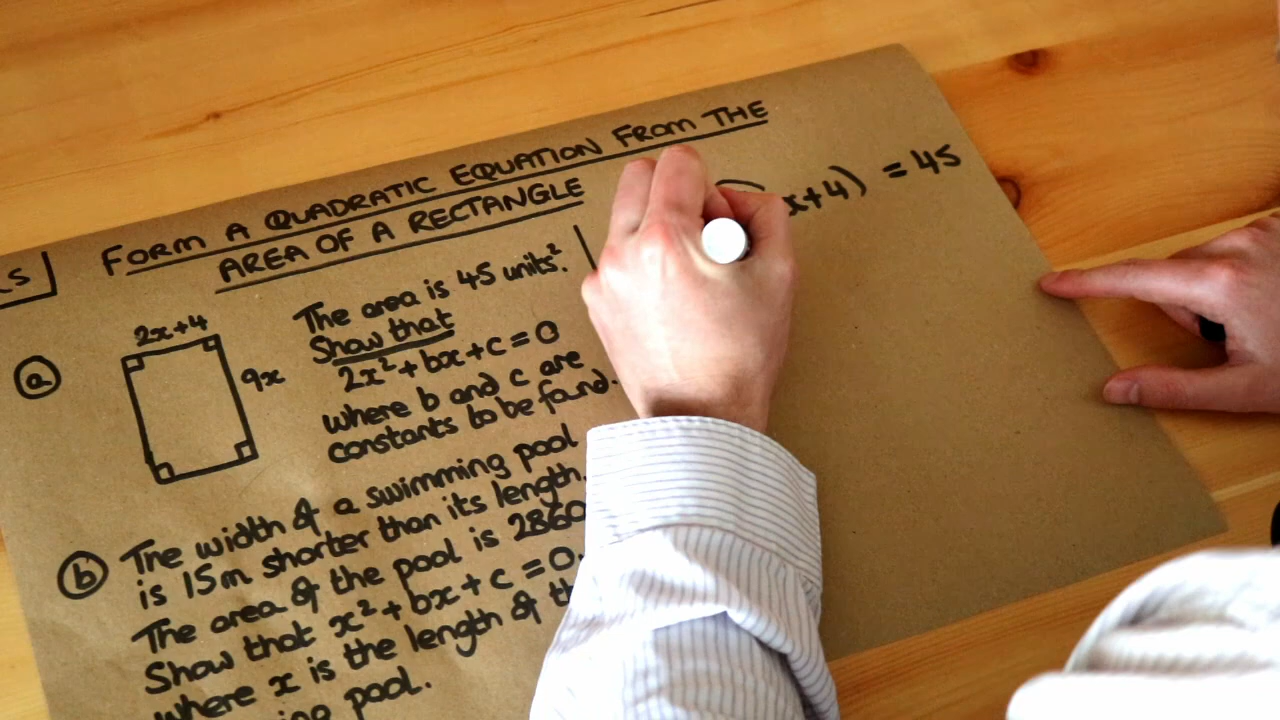 FORM A QUADRATIC EQUATION FROM THE
AREA OF A RECTANGLE
x+4) = 45
a
2x+4
9x
The area is 45 units².
Show that
2x²+bx+c=0
where b and c are
constants to be found.
b
The width of a swimming pool
is 15m shorter than its length.
The area of the pool is 2860
Show that x²+bx+c=0.
where x is the length of
pool.